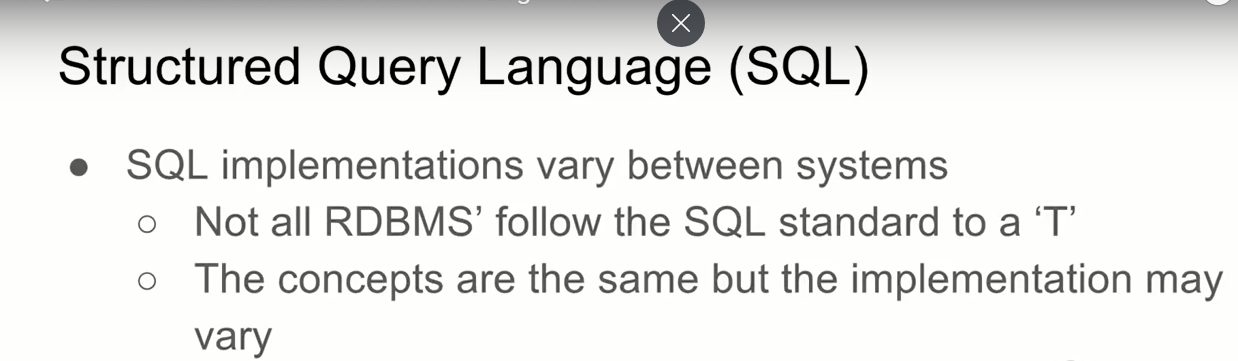 Structured Query Language (SQL)
● SQL implementations vary between systems
○ Not all RDBMS’ follow the SQL standard to a ‘T’
○ The concepts are the same but the implementation may
vary